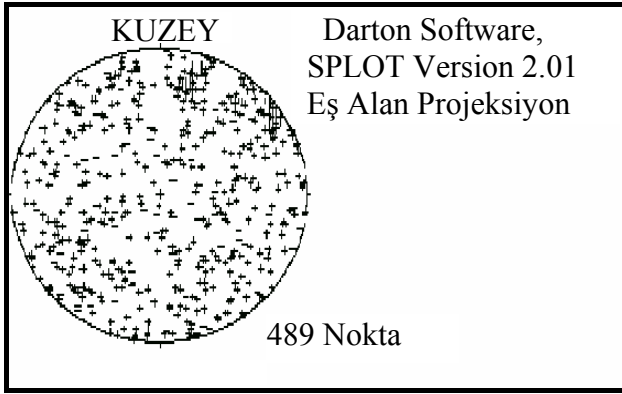 KUZEY
Darton Software,
SPLOT Version 2.01
Eş Alan Projeksiyon
489 Nokta